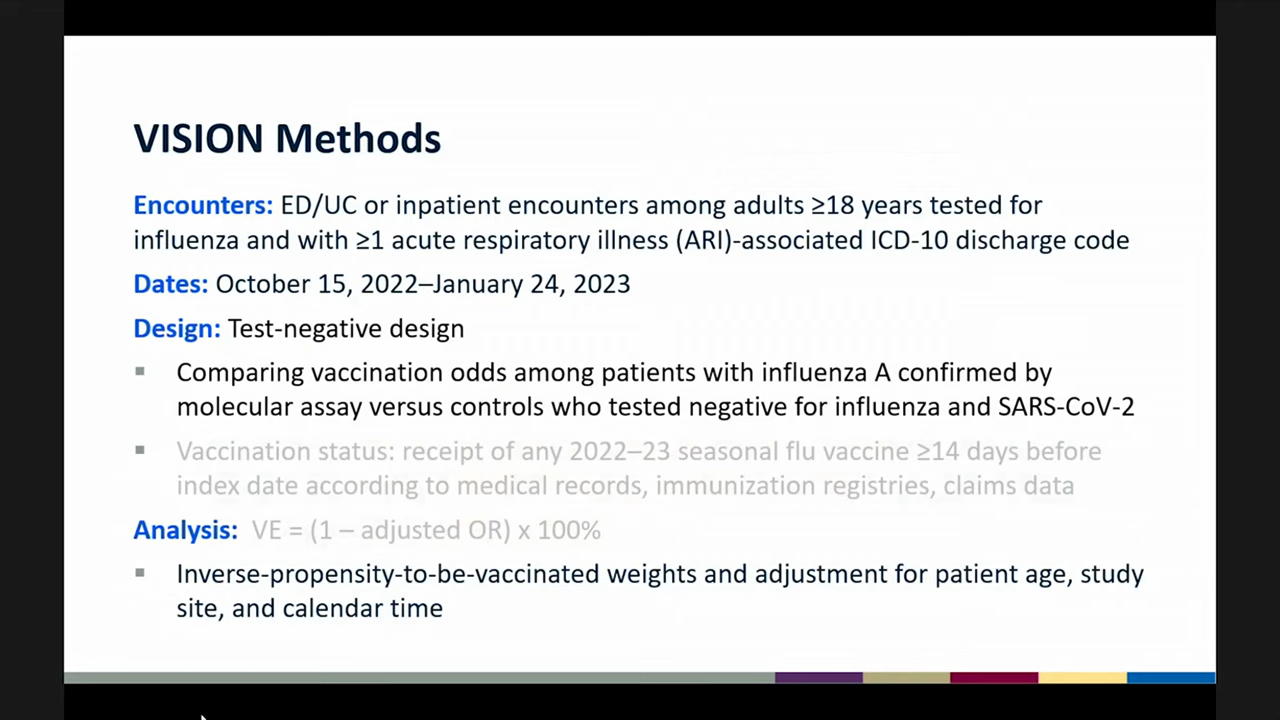 VISION Methods
Encounters: ED/UC or inpatient encounters among adults ≥18 years tested for
influenza and with ≥1 acute respiratory illness (ARI)-associated ICD-10 discharge code
Dates: October 15, 2022–January 24, 2023
Design: Test-negative design
▪ Comparing vaccination odds among patients with influenza A confirmed by
molecular assay versus controls who tested negative for influenza and SARS-CoV-2
▪ Vaccination status: receipt of any 2022–23 seasonal flu vaccine ≥14 days before
index date according to medical records, immunization registries, claims data
Analysis: VE = (1 – adjusted OR) x 100%
▪ Inverse-propensity-to-be-vaccinated weights and adjustment for patient age, study
site, and calendar time